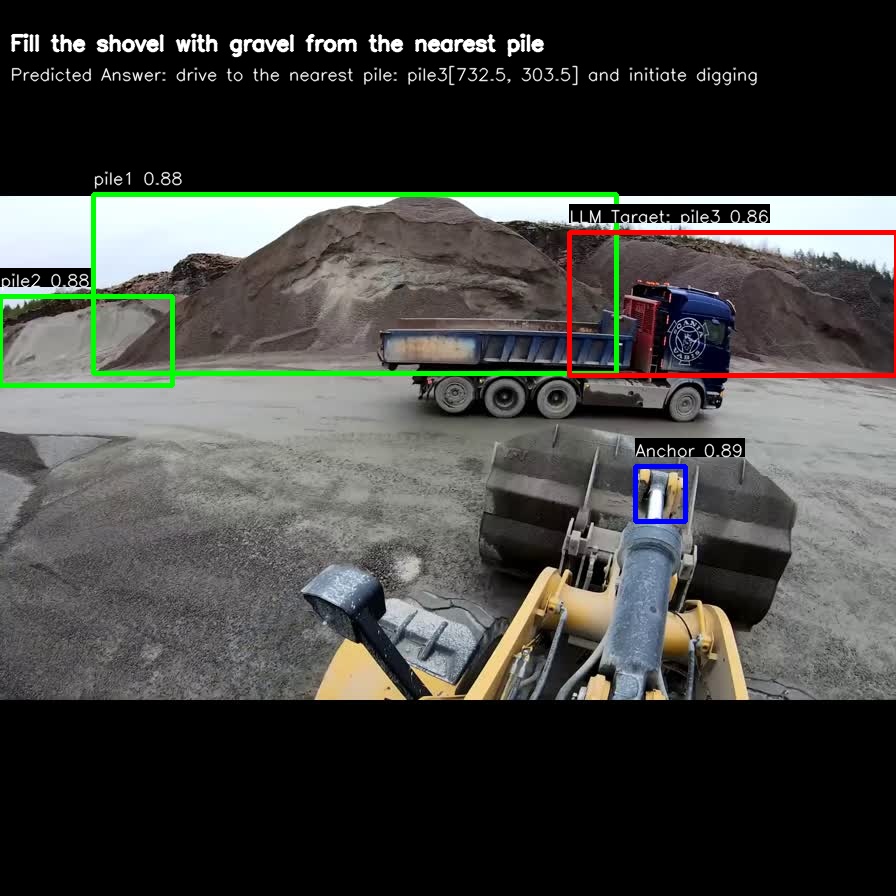 Fill the shovel with gravel from the nearest pile
Predicted Answer: drive to the nearest pile: pile3[732.5, 303.5] and initiate digging
pile1 0.88
LLM Target: pile3 0.86
pile2 0.88
SCANIA
VABIS
Anchor 0.89